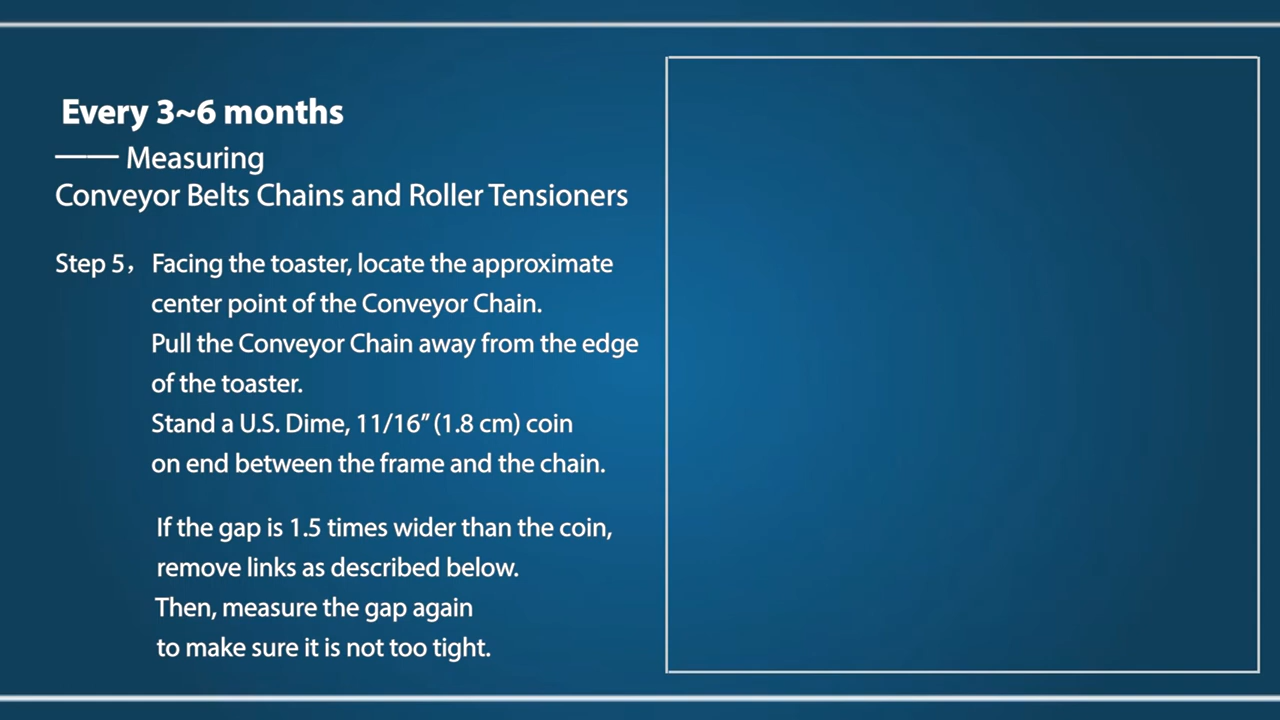 Every 3~6 months
—— Measuring
Conveyor Belts Chains and Roller Tensioners
Step 5， Facing the toaster, locate the approximate
center point of the Conveyor Chain.
Pull the Conveyor Chain away from the edge
of the toaster.
Stand a U.S. Dime, 11/16” (1.8 cm) coin
on end between the frame and the chain.
If the gap is 1.5 times wider than the coin,
remove links as described below.
Then, measure the gap again
to make sure it is not too tight.